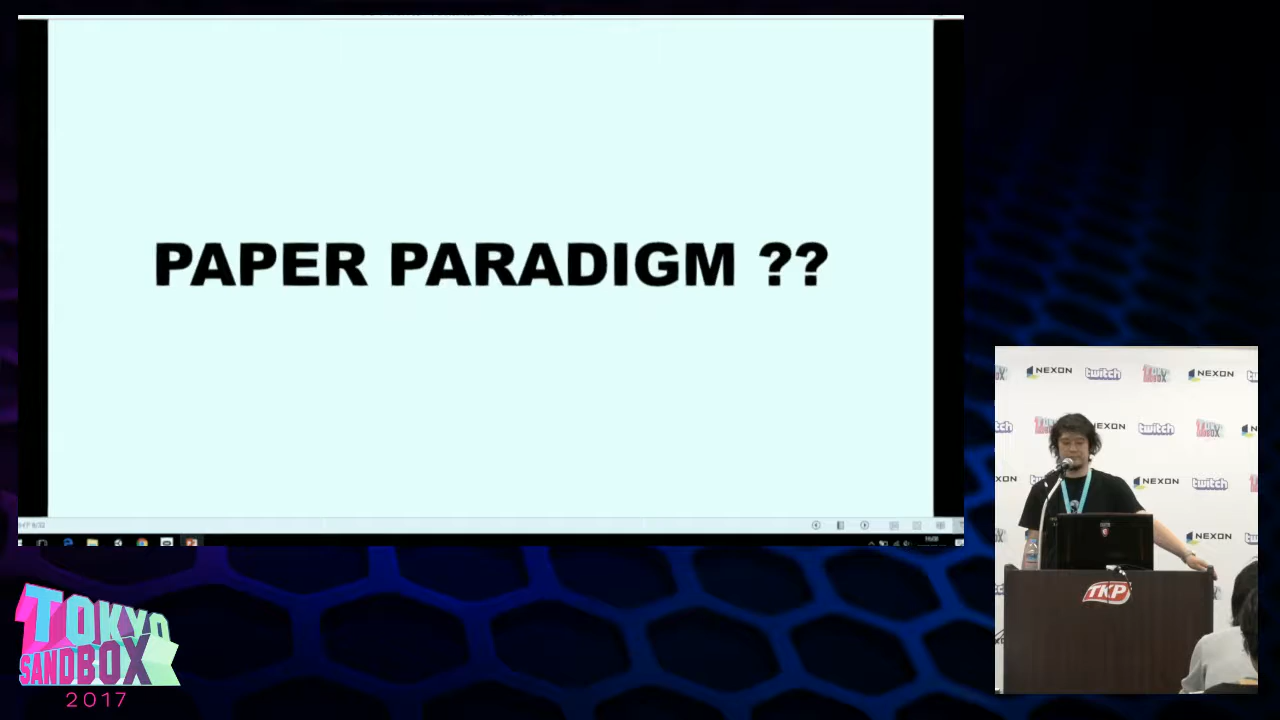 PAPER PARADIGM ??
NEXON
twitch
NEXON
NEXON
twitch
NEXON
twitch
NEXON
TKP
TOKYO
SANDBOX
2017